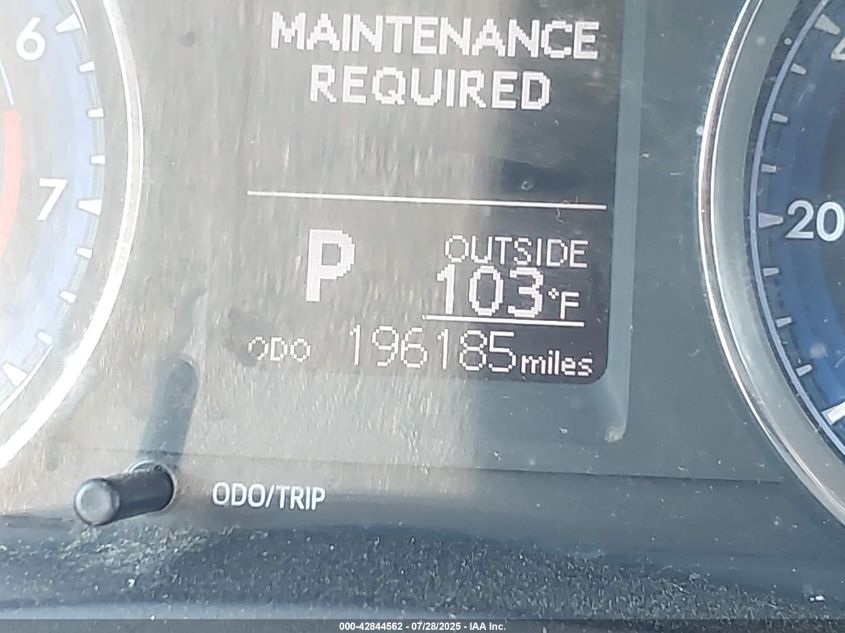 MAINTENANCE
REQUIRED
6
7
4
20
P
OUTSIDE
103°F
ODO 196185 miles
ODO/TRIP
000-42844562 - 07/28/2025 - IAA Inc.